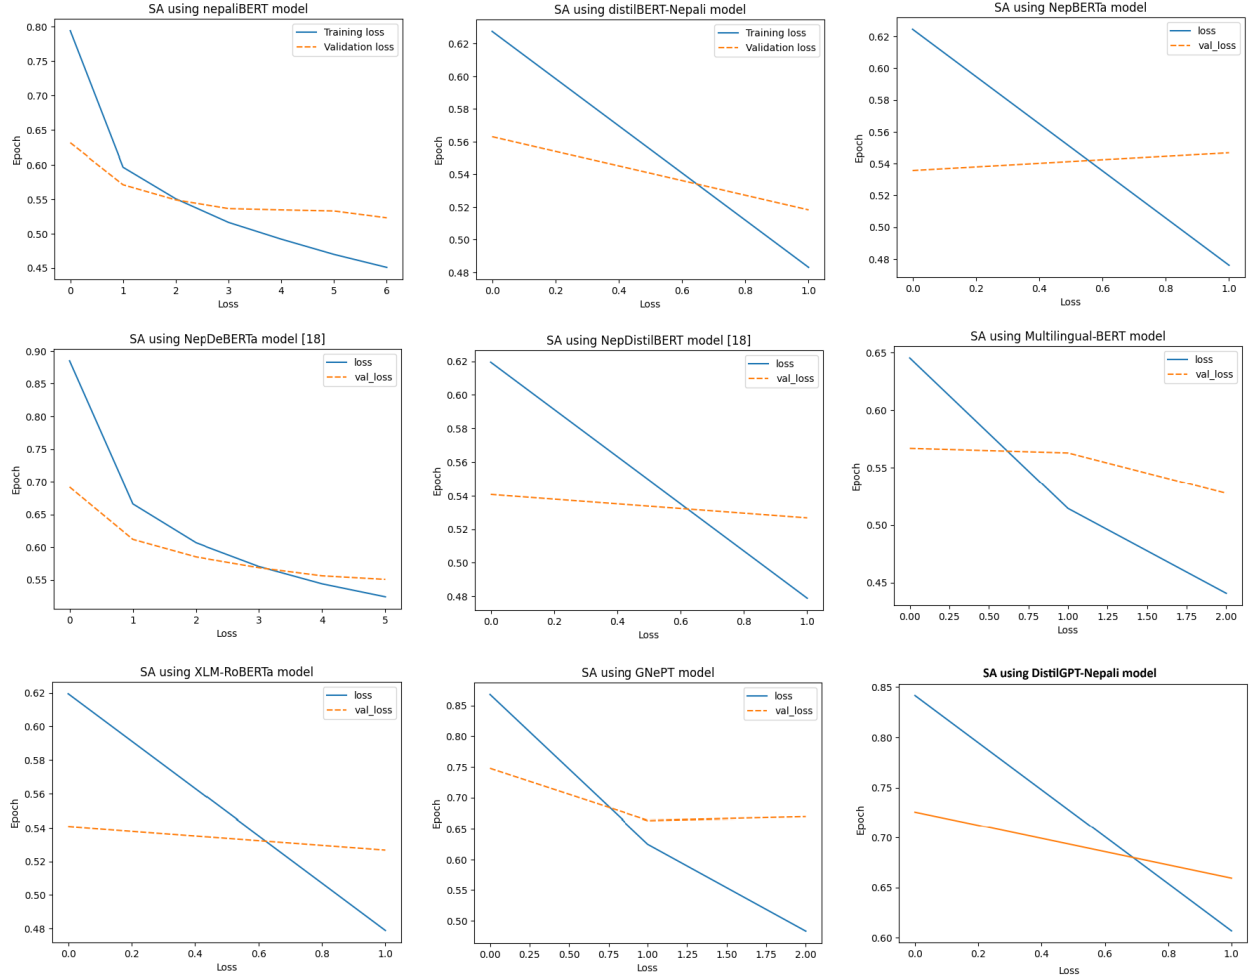 SA using nepaliBERT model
Training loss
Validation loss
0.80
0.75
0.70
0.65
0.60
0.55
0.50
0.45
Epoch
0 1 2 3 4 5 6
Loss
SA using distilBERT-Nepali model
Training loss
Validation loss
0.62
0.60
0.58
0.56
0.54
0.52
0.50
0.48
Epoch
0.0 0.2 0.4 0.6 0.8 1.0
Loss
SA using NepBERTa model
loss
val_loss
0.62
0.60
0.58
0.56
0.54
0.52
0.50
0.48
Epoch
0.0 0.2 0.4 0.6 0.8 1.0
Loss
SA using NepDeBERTa model [18]
loss
val_loss
0.90
0.85
0.80
0.75
0.70
0.65
0.60
0.55
Epoch
0 1 2 3 4 5
Loss
SA using NepDistilBERT model [18]
loss
val_loss
0.62
0.60
0.58
0.56
0.54
0.52
0.50
0.48
Epoch
0.0 0.2 0.4 0.6 0.8 1.0
Loss
SA using Multilingual-BERT model
loss
val_loss
0.65
0.60
0.55
0.50
0.45
Epoch
0.00 0.25 0.50 0.75 1.00 1.25 1.50 1.75 2.00
Loss
SA using XLM-RoBERTa model
loss
val_loss
0.62
0.60
0.58
0.56
0.54
0.52
0.50
0.48
Epoch
0.0 0.2 0.4 0.6 0.8 1.0
Loss
SA using GNePT model
loss
val_loss
0.85
0.80
0.75
0.70
0.65
0.60
0.55
0.50
Epoch
0.00 0.25 0.50 0.75 1.00 1.25 1.50 1.75 2.00
Loss
SA using DistilGPT-Nepali model
0.85
0.80
0.75
0.70
0.65
0.60
Epoch
0.0 0.2 0.4 0.6 0.8 1.0
Loss